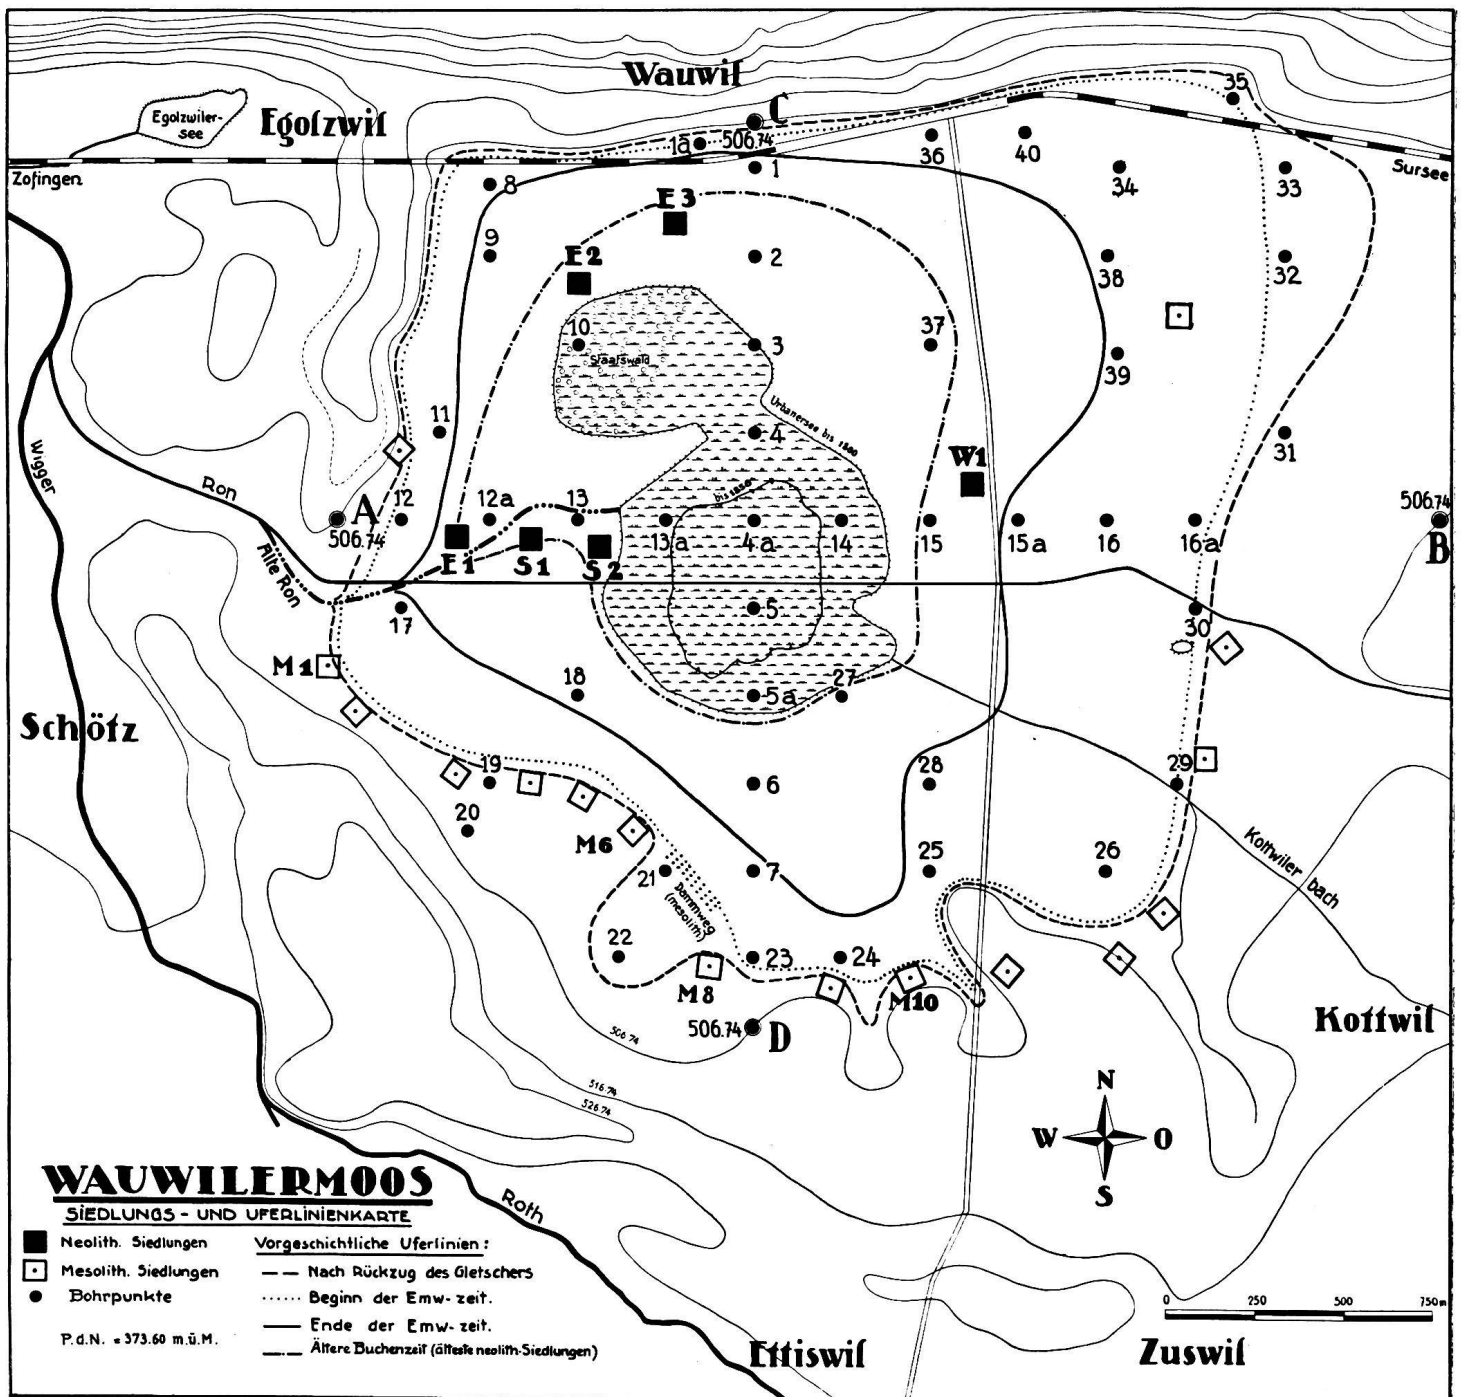 Wauwil
Egolzwiler-
see
Egolzwil
C
1a
506.74
35
36
40
Zofingen
8
1
34
33
Sursee
E3
9
E2
2
38
32
10
3
37
Staatswald
39
Urbanersee bis 1800
11
4
31
W1
Wigger
Ron
bis 1850
A
506.74
12
12a
13
13a
4a
14
15
15a
16
16a
506.74
B
Alte Ron
E1
S1
S2
5
17
30
M1
18
5a
27
Schötz
19
6
28
29
20
M6
Kottwiler bach
21
7
25
26
Dammweg
(mesolith)
22
23
24
M8
M10
506.74
D
506.74
Kottwil
516.74
526.74
N
W
O
S
WAUWILERMOOS
SIEDLUNGS - UND UFERLINIENKARTE
Roth
Neolith. Siedlungen
Mesolith. Siedlungen
Bohrpunkte
P.d.N. = 373.60 m.ü.M.
Vorgeschichtliche Uferlinien:
Nach Rückzug des Gletschers
Beginn der Emw-zeit.
Ende der Emw-zeit.
Ältere Buchenzeit (älteste neolith-Siedlungen)
0 250 500 750m
Ettiswil
Zuswil